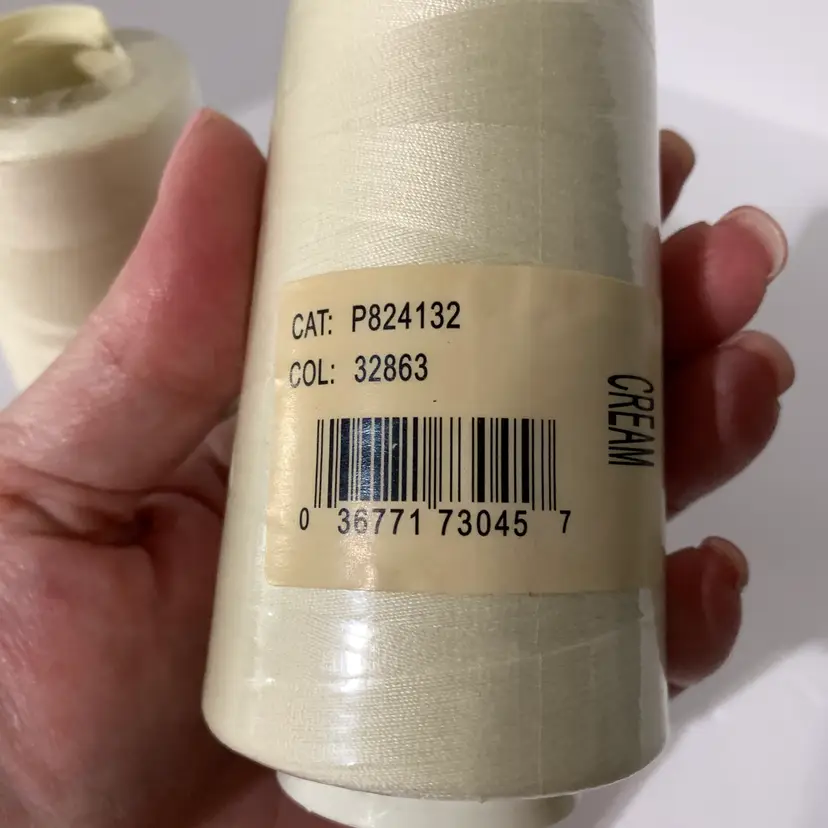 CAT: P824132
COL: 32863
CREAM
0 36771 73045 7